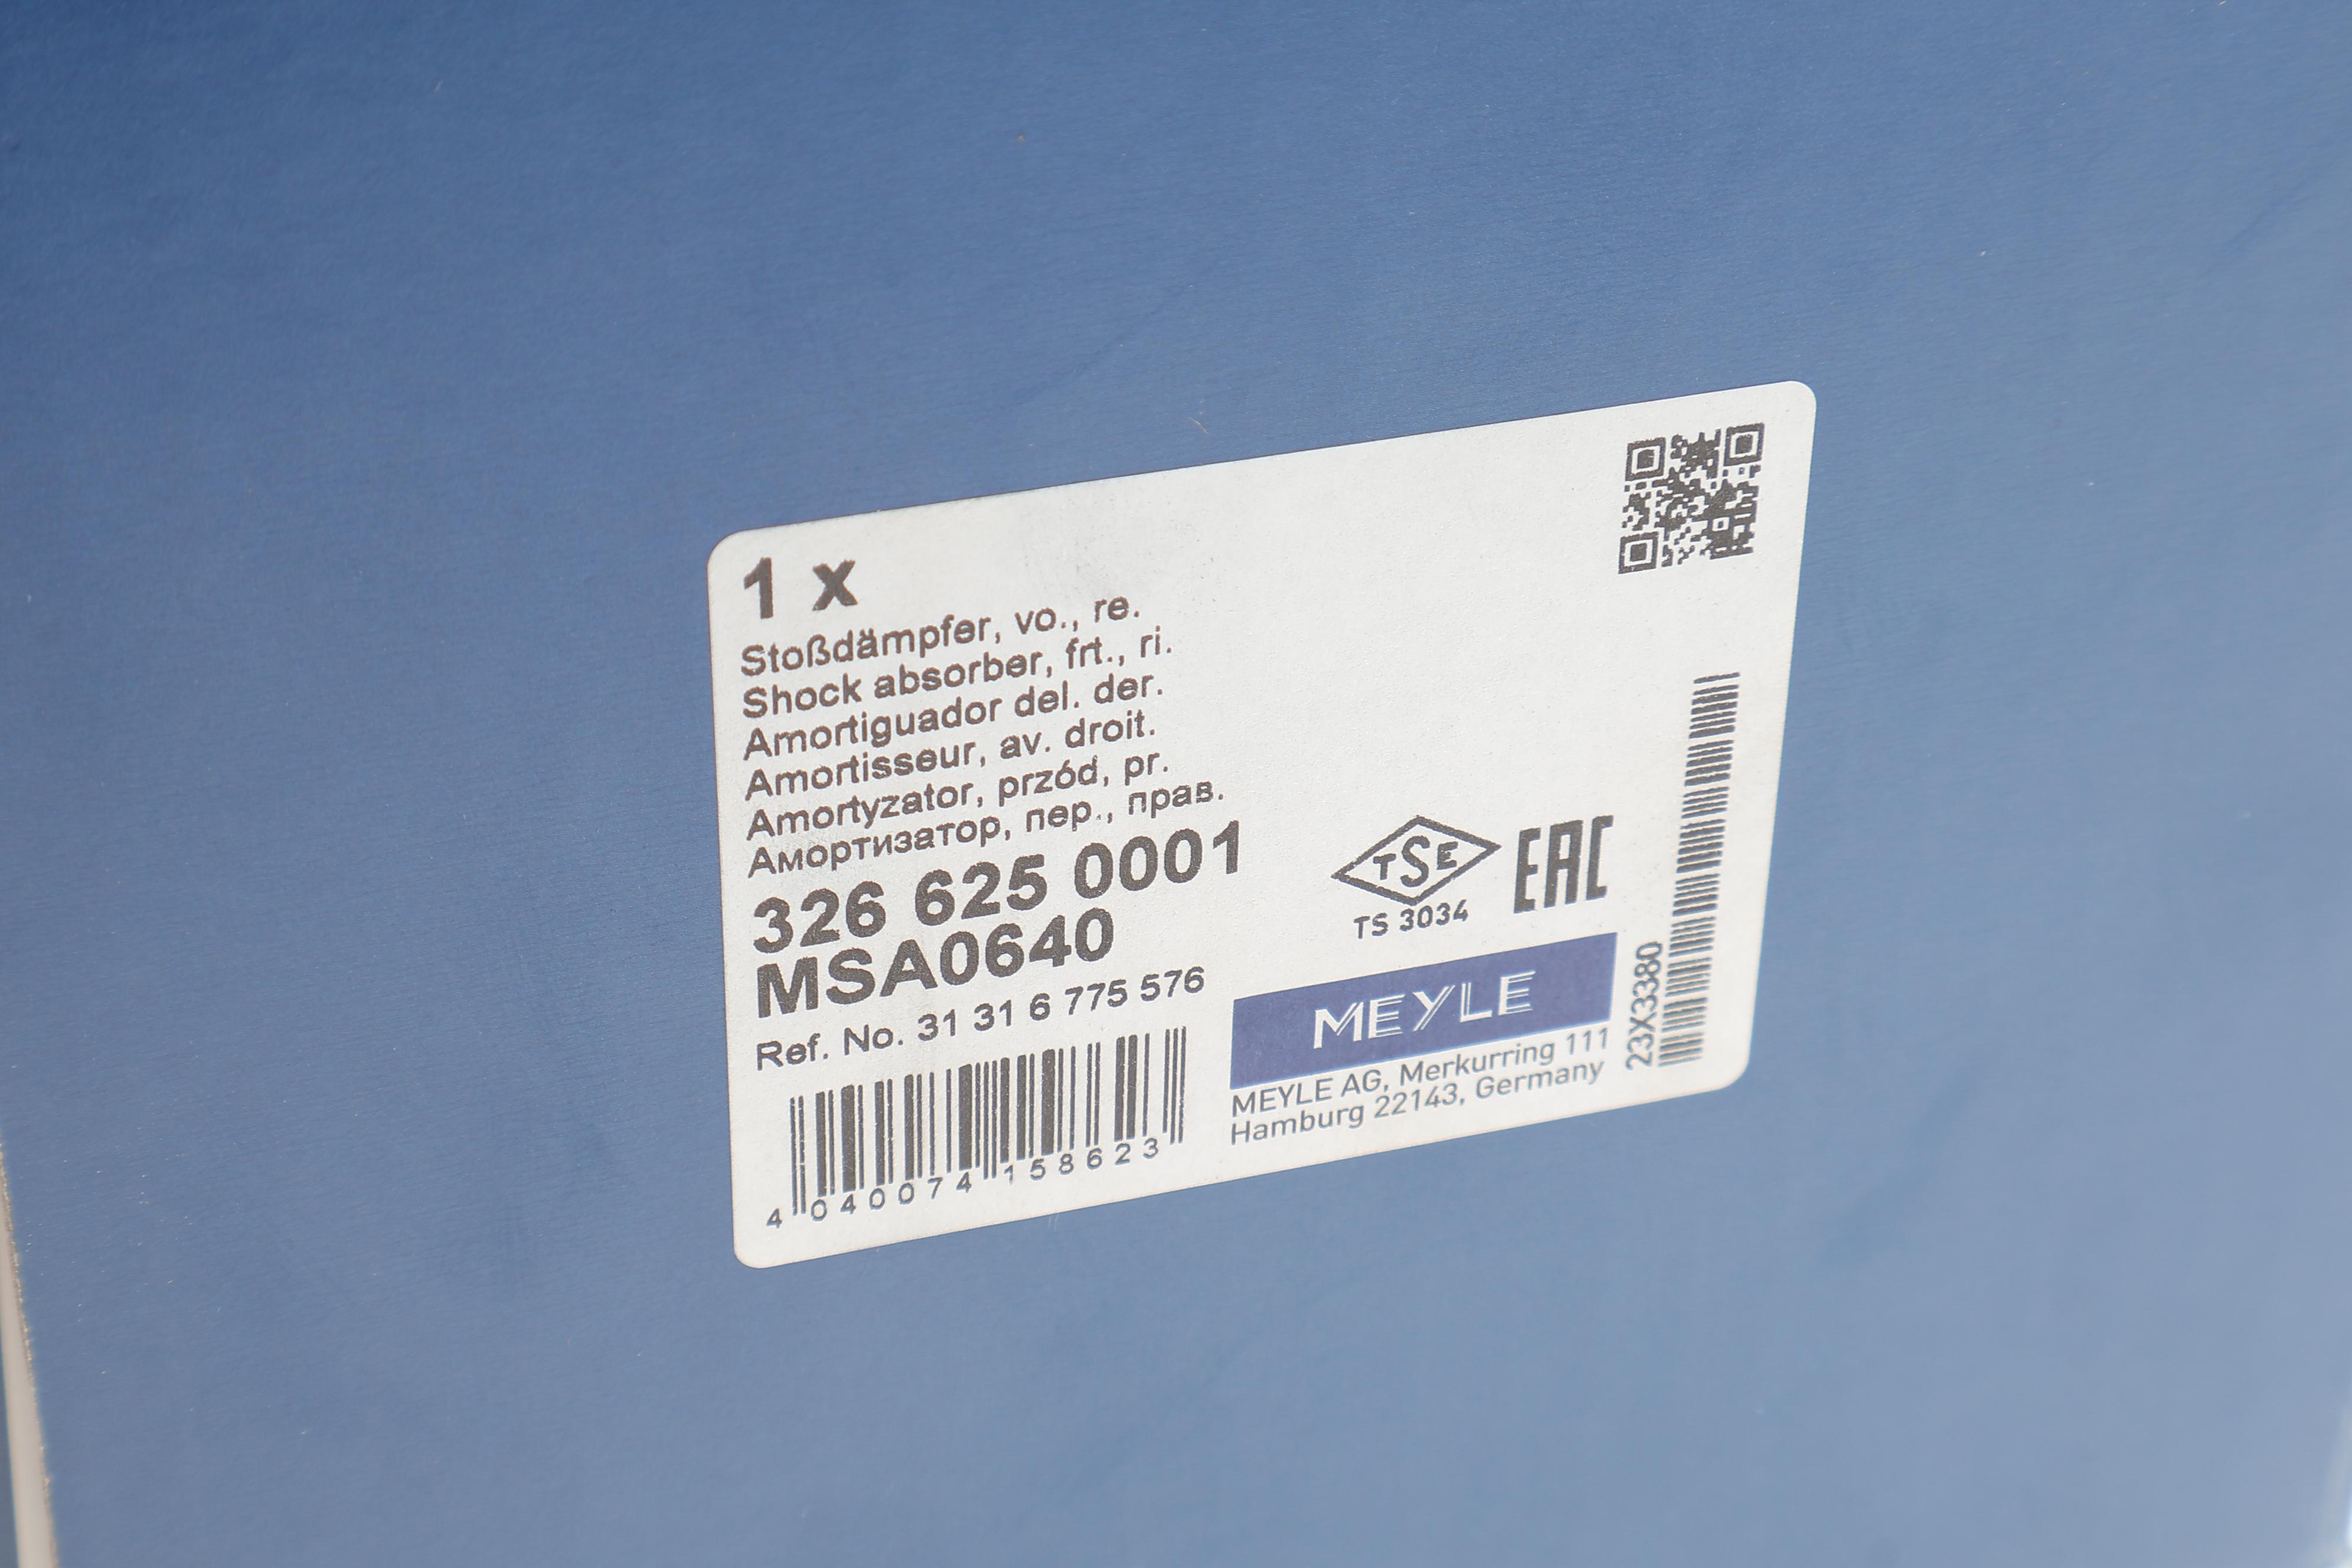 1 x
Stoßdämpfer, vo., re.
Shock absorber, frt., ri.
Amortiguador del. der.
Amortisseur, av. droit.
Amortyzator, przód, pr.
Амортизатор, пер., прав.
326 625 0001
MSA0640
Ref. No. 31 31 6 775 576
4 040074 158623
TSE
TS 3034
EAC
MEYLE
MEYLE AG, Merkurring 111
Hamburg 22143, Germany
23X3380